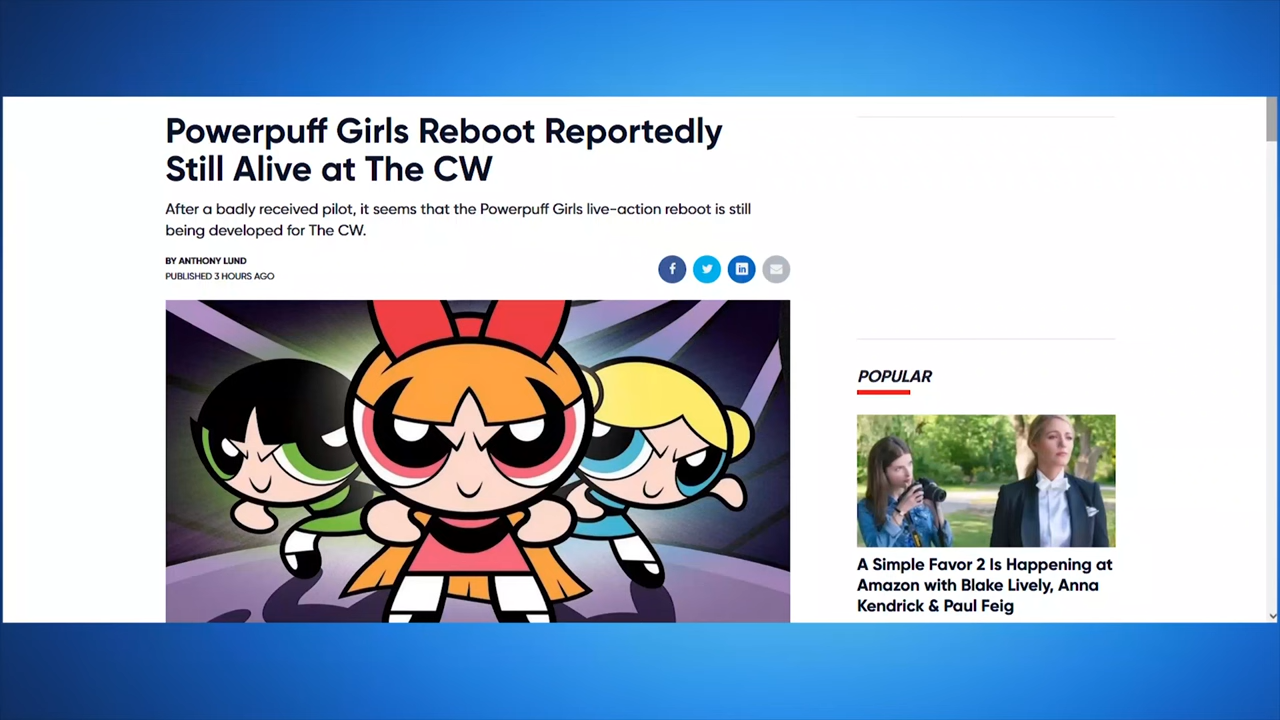 Powerpuff Girls Reboot Reportedly
Still Alive at The CW
After a badly received pilot, it seems that the Powerpuff Girls live-action reboot is still
being developed for The CW.
BY ANTHONY LUND
PUBLISHED 3 HOURS AGO
POPULAR
A Simple Favor 2 Is Happening at
Amazon with Blake Lively, Anna
Kendrick & Paul Feig